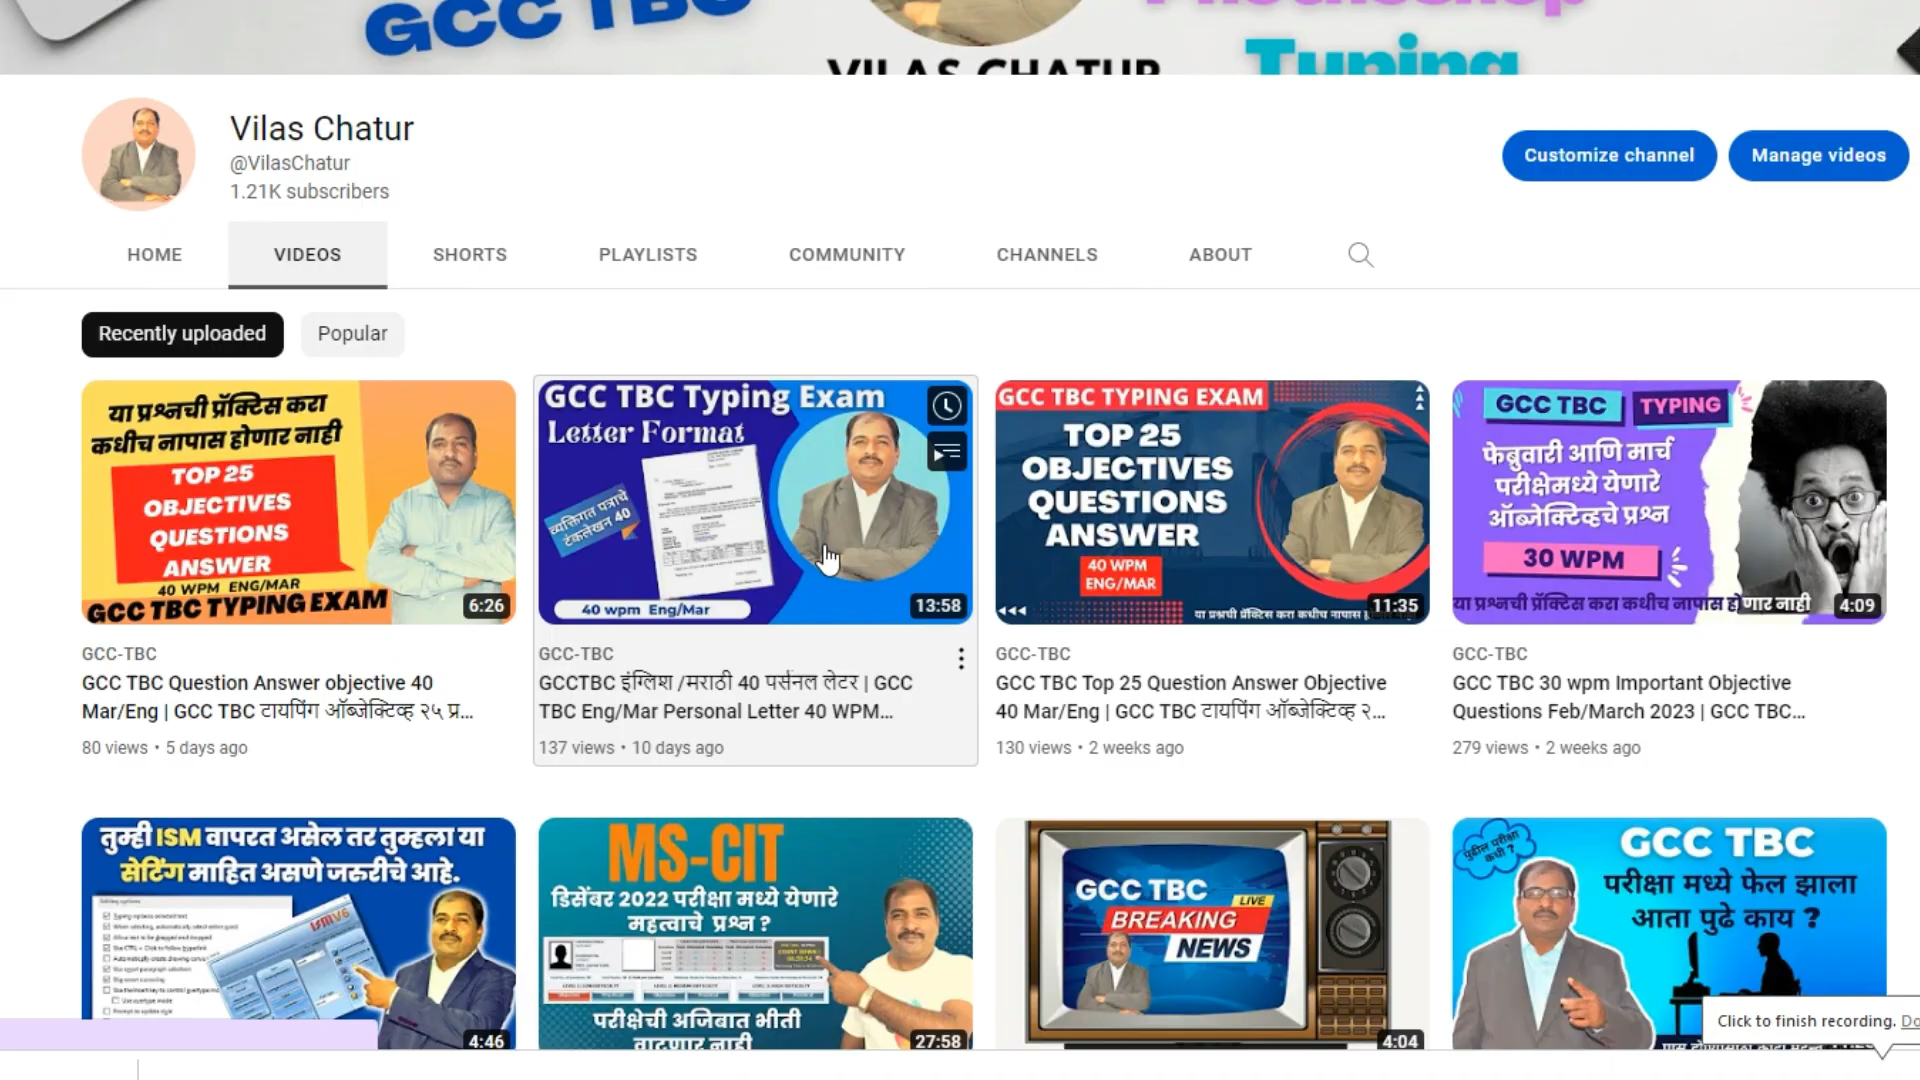 GCC TBC
Typing
VILAS CHATUR
Vilas Chatur
@VilasChatur
1.21K subscribers
Customize channel
Manage videos
HOME
VIDEOS
SHORTS
PLAYLISTS
COMMUNITY
CHANNELS
ABOUT
Recently uploaded
Popular
या प्रश्नची प्रॅक्टिस करा
कधीच नापास होणार नाही
TOP 25
OBJECTIVES
QUESTIONS
ANSWER
40 WPM ENG/MAR
GCC TBC TYPING EXAM
6:26
GCC-TBC
GCC TBC Question Answer objective 40
Mar/Eng | GCC TBC टायपिंग ऑब्जेक्टिव्ह २५ प्र...
80 views • 5 days ago
GCC TBC Typing Exam
Letter Format
व्यक्तिगत पत्राचे
टंकलेखन 40
40 wpm Eng/Mar
13:58
GCC-TBC
GCCTBC इंग्लिश /मराठी 40 पर्सनल लेटर | GCC
TBC Eng/Mar Personal Letter 40 WPM...
137 views • 10 days ago
GCC TBC TYPING EXAM
TOP 25
OBJECTIVES
QUESTIONS
ANSWER
40 WPM
ENG/MAR
या प्रश्नची प्रॅक्टिस करा कधीच नापास
11:35
GCC-TBC
GCC TBC Top 25 Question Answer Objective
40 Mar/Eng | GCC TBC टायपिंग ऑब्जेक्टिव्ह २...
130 views • 2 weeks ago
GCC TBC TYPING
फेब्रुवारी आणि मार्च
परीक्षेमध्ये येणारे
ऑब्जेक्टिव्हचे प्रश्न
30 WPM
या प्रश्नची प्रॅक्टिस करा कधीच नापास होणार नाही
4:09
GCC-TBC
GCC TBC 30 wpm Important Objective
Questions Feb/March 2023 | GCC TBC...
279 views • 2 weeks ago
तुम्ही ISM वापरत असेल तर तुम्हला या
सेटिंग माहित असणे जरुरीचे आहे.
ISM V6
4:46
MS-CIT
डिसेंबर 2022 परीक्षा मध्ये येणारे
महत्वाचे प्रश्न ?
परीक्षेची अजिबात भीती
वाटणार नाही
27:58
GCC TBC
LIVE
BREAKING
NEWS
4:04
पुढील परीक्षा
कधी ?
GCC TBC
परीक्षा मध्ये फेल झाला
आता पुढे काय ?
Click to finish recording.